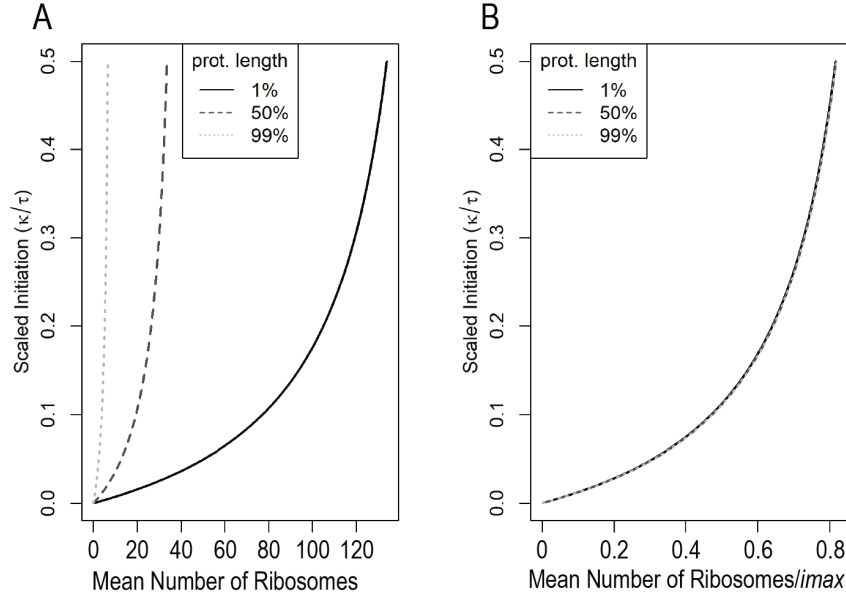 A
prot. length
1%
50%
99%
Scaled Initiation (κ/τ)
0.0
0.1
0.2
0.3
0.4
0.5
0 20 40 60 80 100 120
Mean Number of Ribosomes
B
prot. length
1%
50%
99%
Scaled Initiation (κ/τ)
0.0
0.1
0.2
0.3
0.4
0.5
0 0.2 0.4 0.6 0.8
Mean Number of Ribosomes/imax